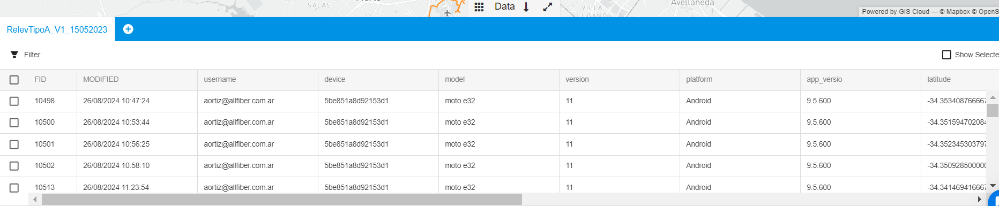 SALAS
Data
VILLA
LUGANO
Avellaneda
Powered by GIS Cloud — © Mapbox © OpenS
RelevTipoA_V1_15052023
Filter
Show Selecte
FID MODIFIED username device model version platform app_versio latitude
10498 26/08/2024 10:47:24 aortiz@allfiber.com.ar 5be851a8d92153d1 moto e32 11 Android 9.5.600 -34.353408766667
10500 26/08/2024 10:53:44 aortiz@allfiber.com.ar 5be851a8d92153d1 moto e32 11 Android 9.5.600 -34.351594702084
10501 26/08/2024 10:56:25 aortiz@allfiber.com.ar 5be851a8d92153d1 moto e32 11 Android 9.5.600 -34.352345303797
10502 26/08/2024 10:58:10 aortiz@allfiber.com.ar 5be851a8d92153d1 moto e32 11 Android 9.5.600 -34.350928500000
10513 26/08/2024 11:23:54 aortiz@allfiber.com.ar 5be851a8d92153d1 moto e32 11 Android 9.5.600 -34.341469416667